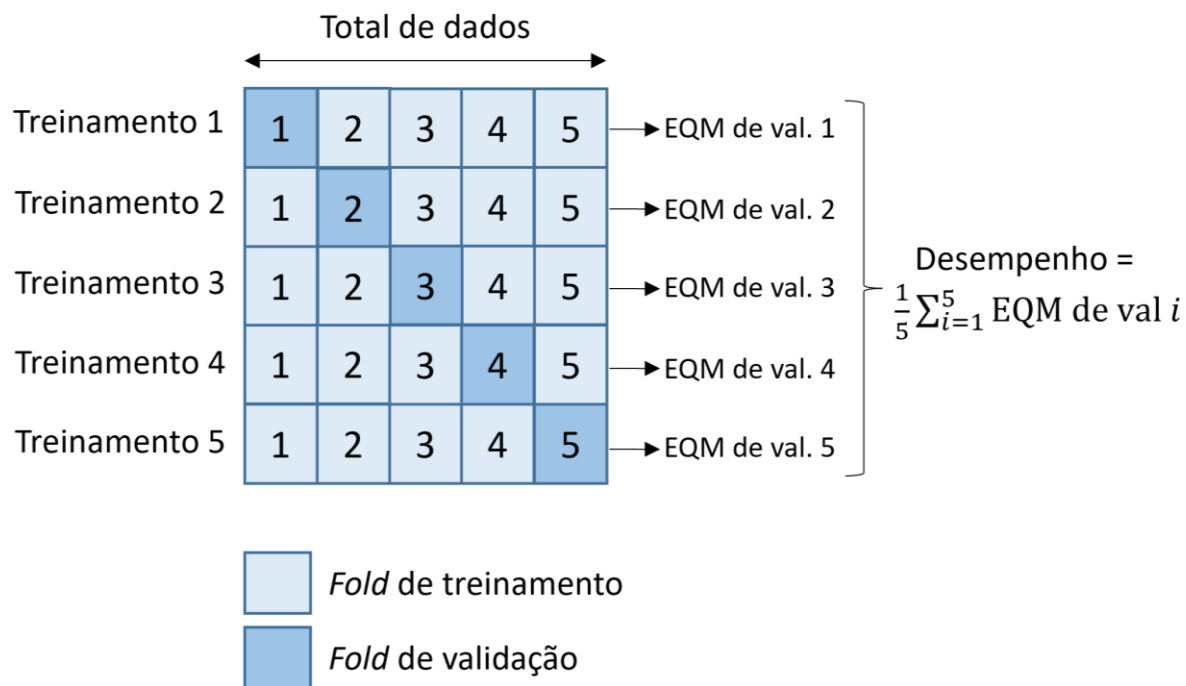 Total de dados
Treinamento 1
1 2 3 4 5
EQM de val. 1
Treinamento 2
1 2 3 4 5
EQM de val. 2
Treinamento 3
1 2 3 4 5
EQM de val. 3
Treinamento 4
1 2 3 4 5
EQM de val. 4
Treinamento 5
1 2 3 4 5
EQM de val. 5
Desempenho =
1/5 ∑_{i=1}^{5} EQM de val i
Fold de treinamento
Fold de validação